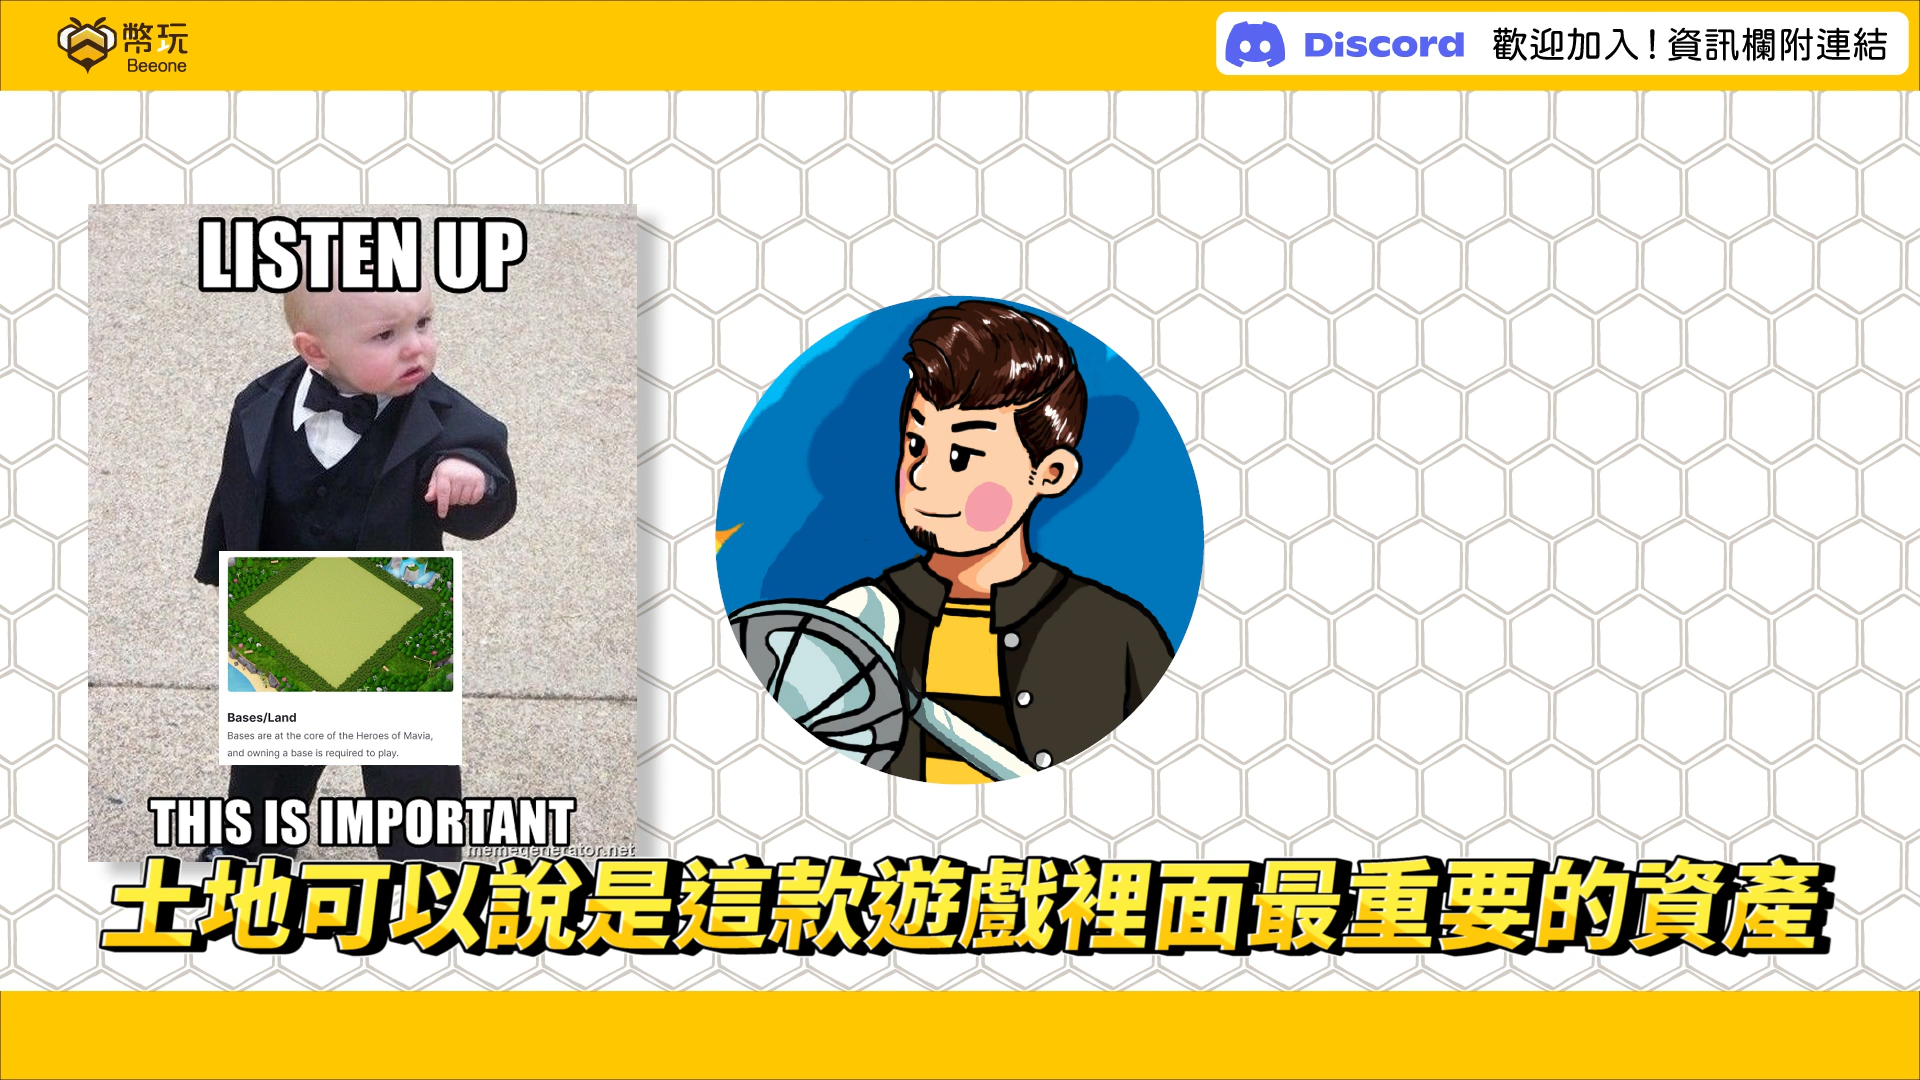 幣玩
Beeone
Discord 歡迎加入！資訊欄附連結
LISTEN UP
Bases/Land
Bases are at the core of the Heroes of Mavia,
and owning a base is required to play.
THIS IS IMPORTANT
memegenerator.net
土地可以說是這款遊戲裡面最重要的資產